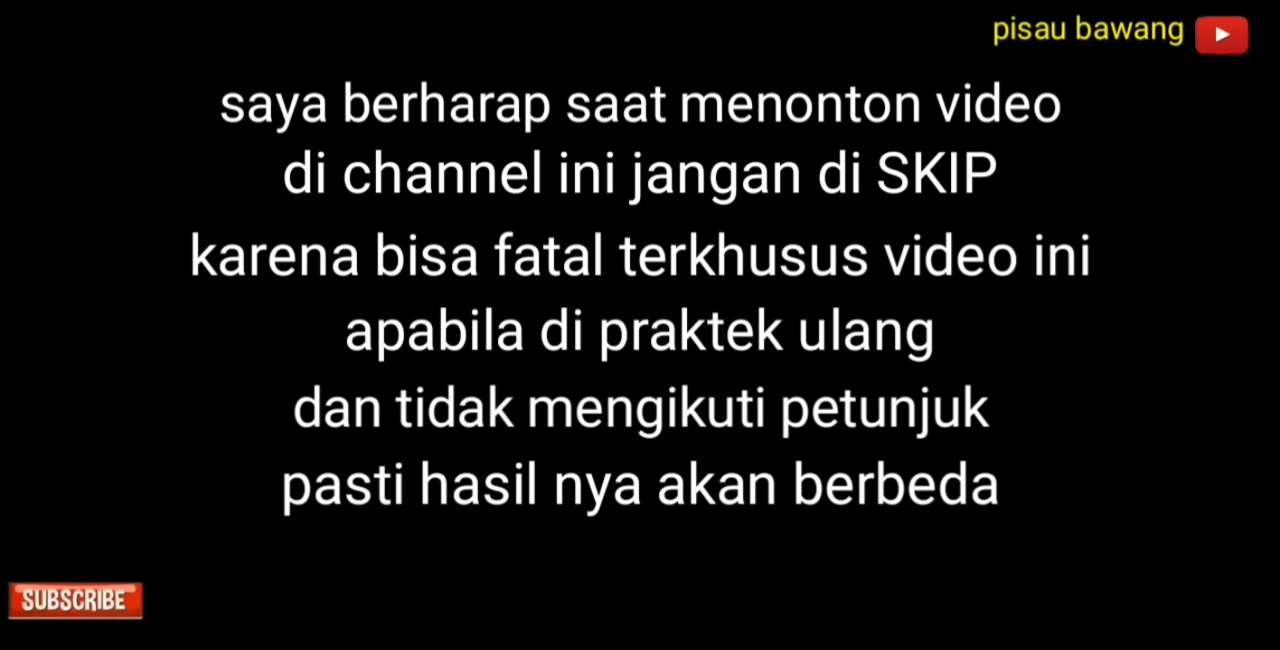 pisau bawang
saya berharap saat menonton video
di channel ini jangan di SKIP
karena bisa fatal terkhusus video ini
apabila di praktek ulang
dan tidak mengikuti petunjuk
pasti hasil nya akan berbeda
SUBSCRIBE